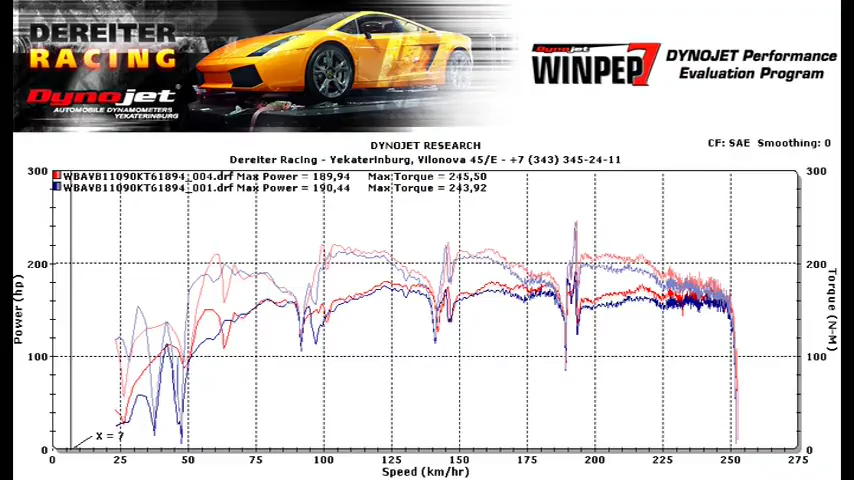 DEREITER
RACING
Dynojet®
AUTOMOBILE DYNAMOMETERS
YEKATERINBURG
Dynojet
WINPEP7
DYNOJET Performance
Evaluation Program
DYNOJET RESEARCH
CF: SAE Smoothing: 0
Dereiter Racing - Yekaterinburg, Vilonova 45/E - +7 (343) 345-24-11
WBAVB11090KT61894_004.drf Max Power = 189,94 Max Torque = 245,50
WBAVB11090KT61894_001.drf Max Power = 190,44 Max Torque = 243,92
300
200
100
0
Power (hp)
300
200
100
0
Torque (N-M)
X = 7
0 25 50 75 100 125 150 175 200 225 250 275
Speed (km/hr)